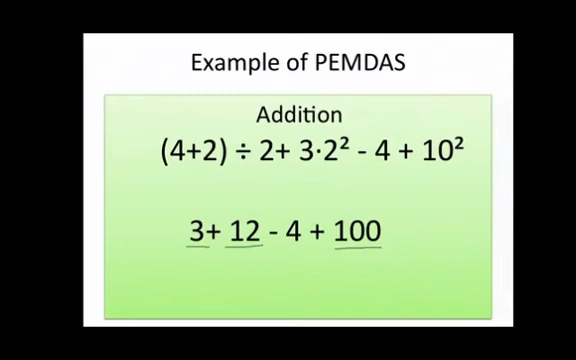 Example of PEMDAS
Addition
(4+2) ÷ 2+ 3·2² - 4 + 10²
3+ 12 - 4 + 100